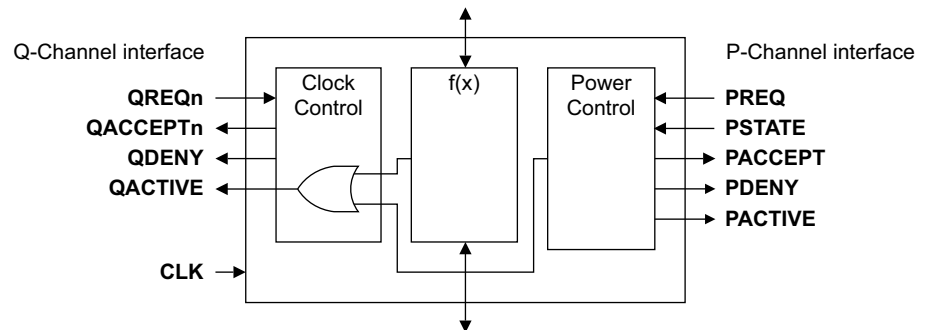 Q-Channel interface
P-Channel interface
Clock
Control
f(x)
Power
Control
QREQn
QACCEPTn
QDENY
QACTIVE
CLK
PREQ
PSTATE
PACCEPT
PDENY
PACTIVE